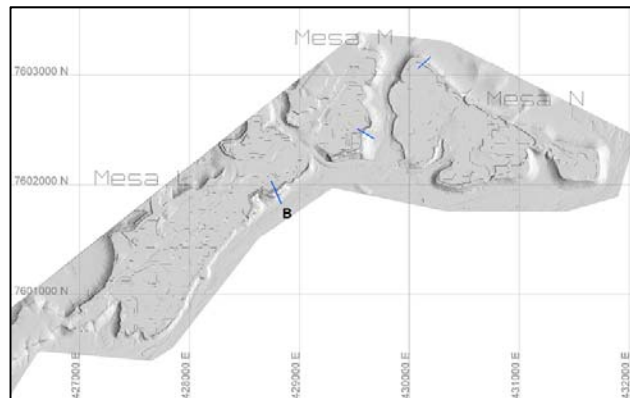 Mesa M
7603000 N
Mesa N
7602000 N
Mesa L
B
7601000 N
427000 E
428000 E
429000 E
430000 E
431000 E
432000 E